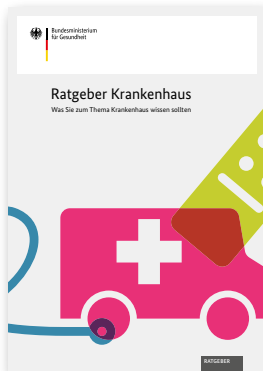 Bundesministerium
für Gesundheit
Ratgeber Krankenhaus
Was Sie zum Thema Krankenhaus wissen sollten
RATGEBER